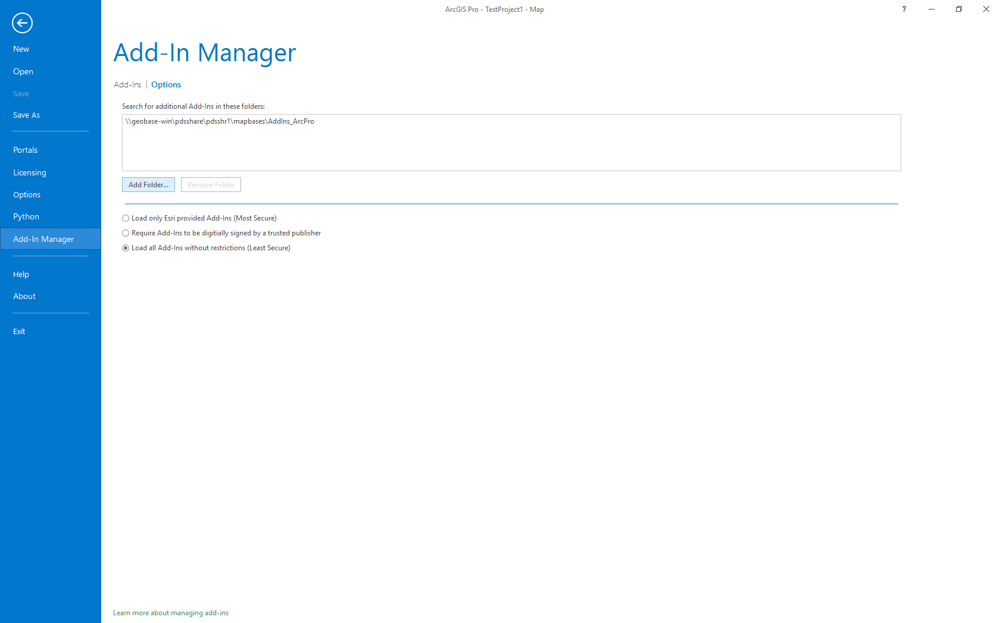 ArcGIS Pro - TestProject1 - Map
?
New
Open
Save
Save As
Portals
Licensing
Options
Python
Add-In Manager
Help
About
Exit
Add-In Manager
Add-Ins | Options
Search for additional Add-Ins in these folders:
\\geobase-win\pdsshare\pdsshr1\mapbases\AddIns_ArcPro
Add Folder... Remove Folder
Load only Esri provided Add-Ins (Most Secure)
Require Add-Ins to be digitially signed by a trusted publisher
Load all Add-Ins without restrictions (Least Secure)
Learn more about managing add-ins